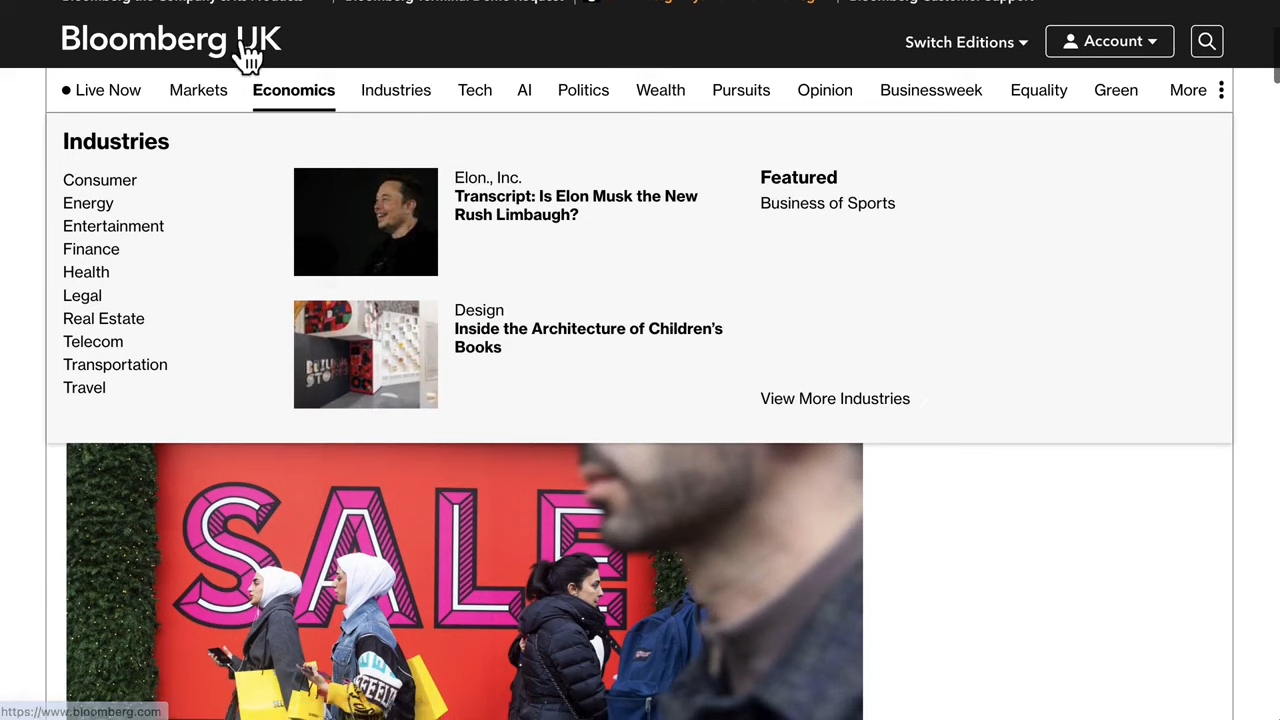 Bloomberg UK
Switch Editions
Account
Live Now Markets Economics Industries Tech AI Politics Wealth Pursuits Opinion Businessweek Equality Green More
Industries
Consumer
Energy
Entertainment
Finance
Health
Legal
Real Estate
Telecom
Transportation
Travel
Elon., Inc.
Transcript: Is Elon Musk the New
Rush Limbaugh?
Design
Inside the Architecture of Children's
Books
Featured
Business of Sports
View More Industries
SALE
https://www.bloomberg.com